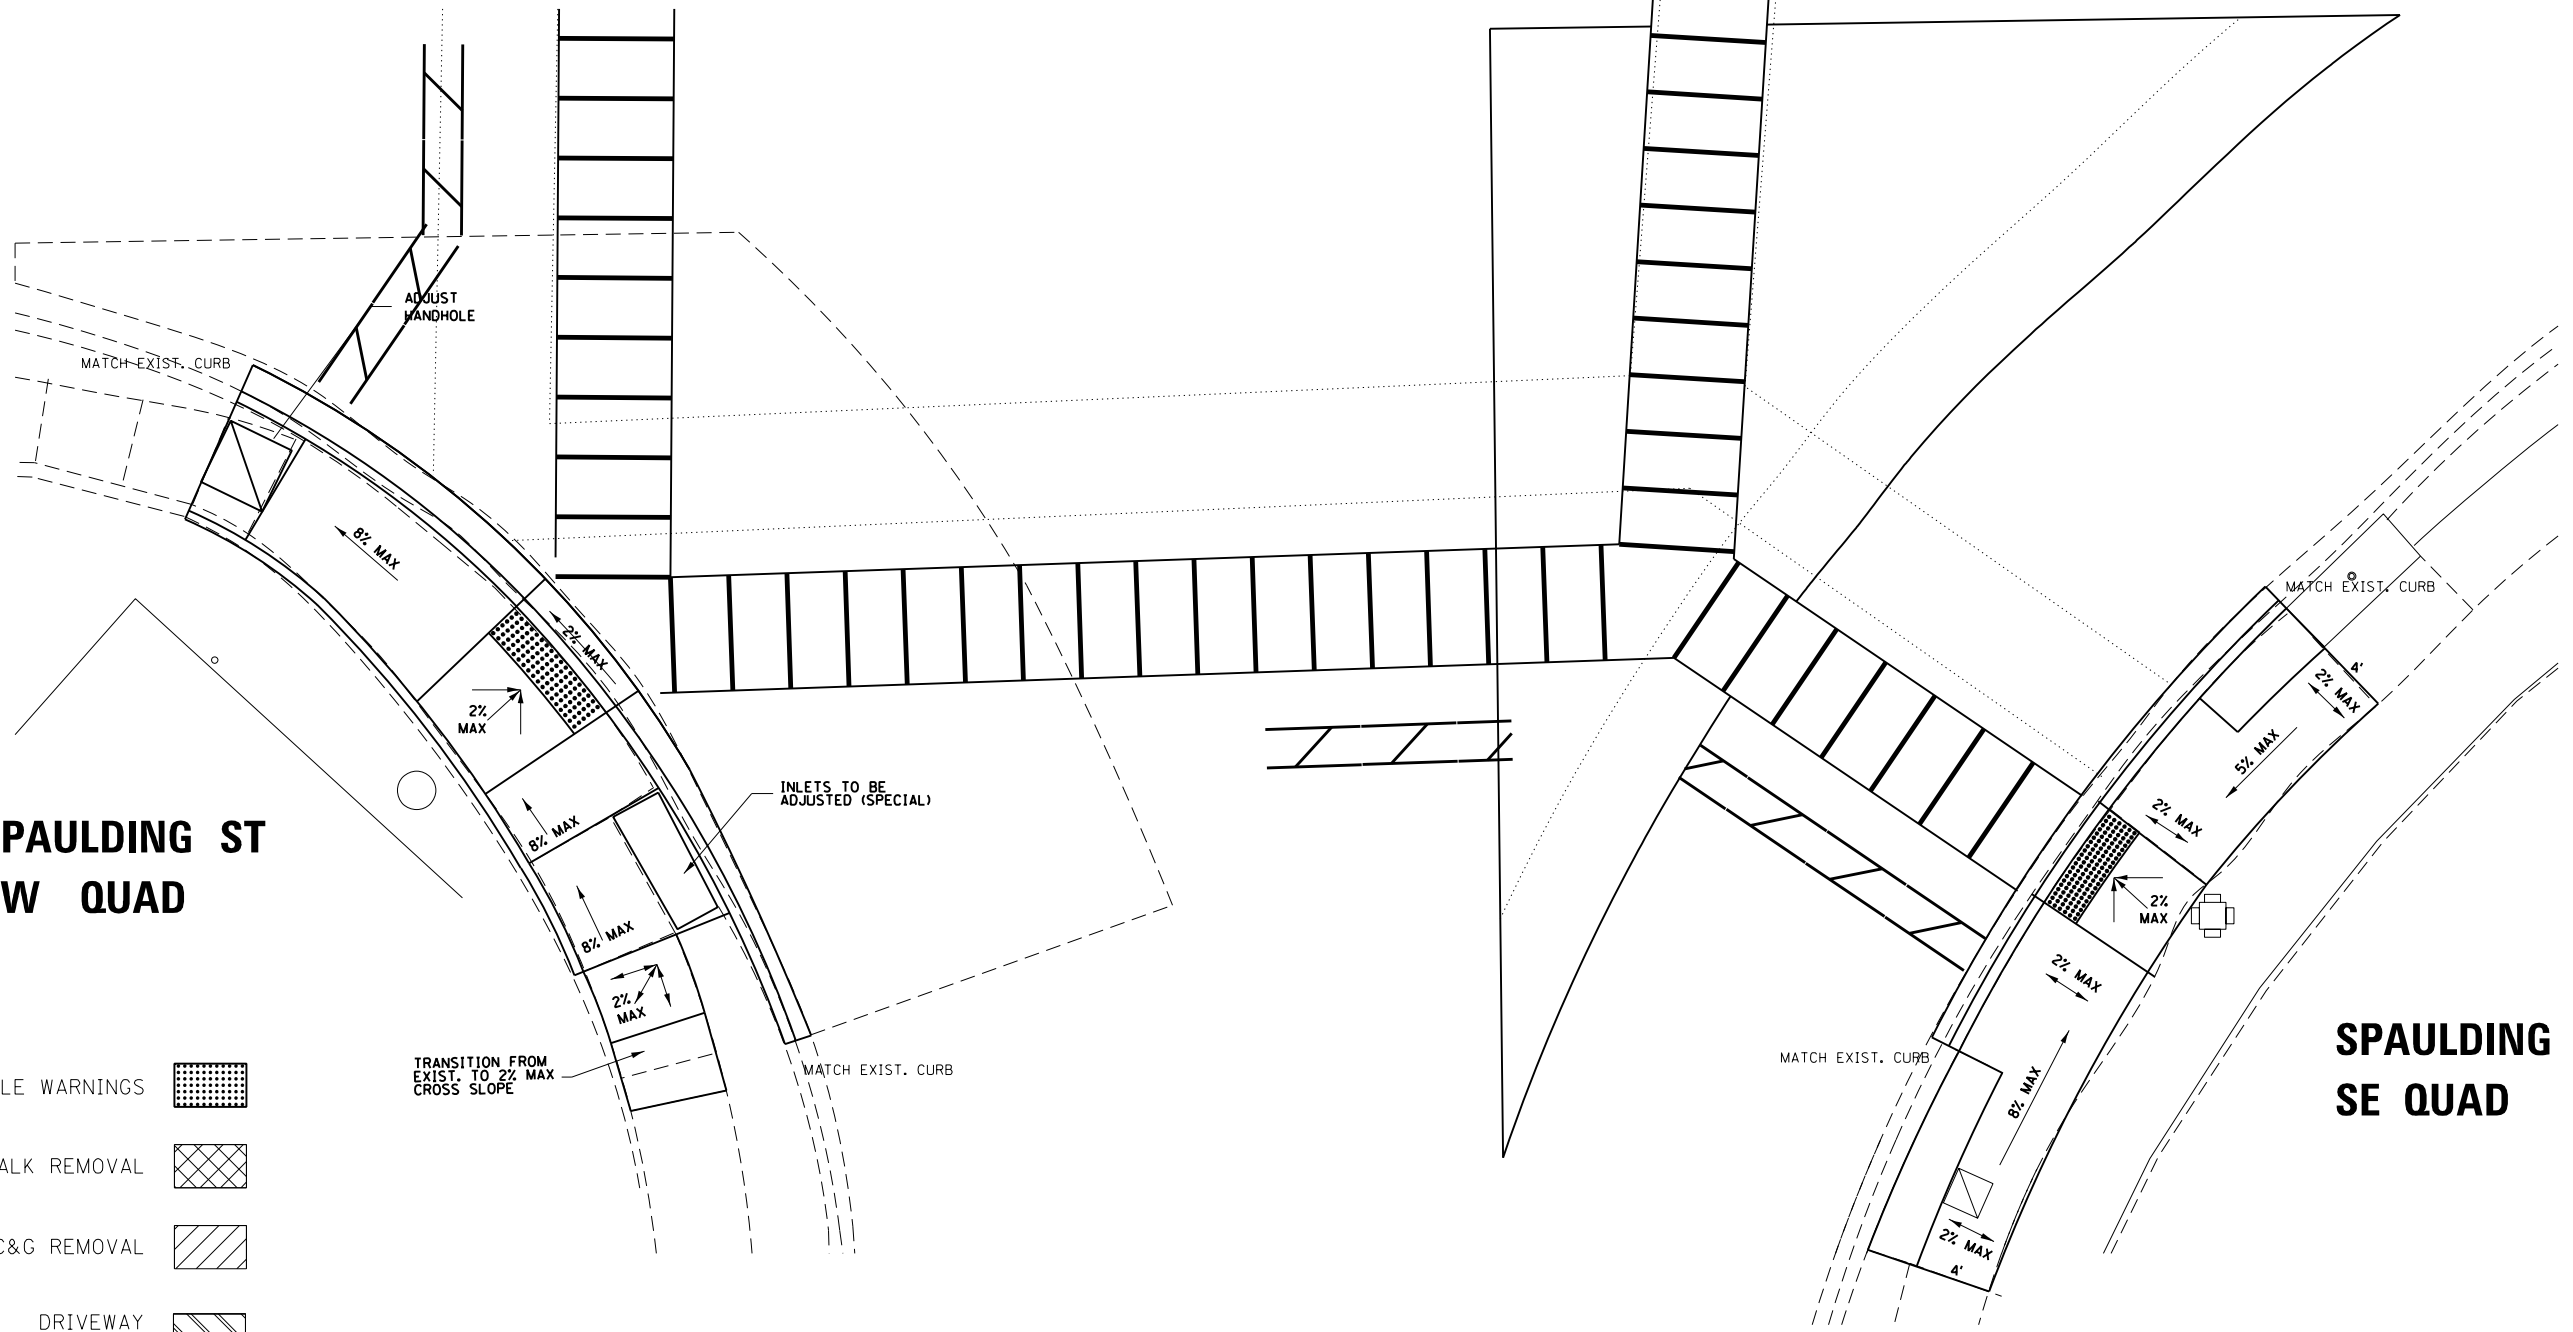 ADJUST
HANDHOLE
MATCH EXIST. CURB
8% MAX
2% MAX
2%
MAX
INLETS TO BE
ADJUSTED (SPECIAL)
8% MAX
8% MAX
2%
MAX
TRANSITION FROM
EXIST. TO 2% MAX
CROSS SLOPE
MATCH EXIST. CURB
PAULDING ST
W QUAD
LE WARNINGS
ALK REMOVAL
C&G REMOVAL
DRIVEWAY
MATCH EXIST. CURB
4'
2% MAX
5% MAX
2% MAX
2%
MAX
2% MAX
MATCH EXIST. CURB
8% MAX
2% MAX
4'
SPAULDING
SE QUAD